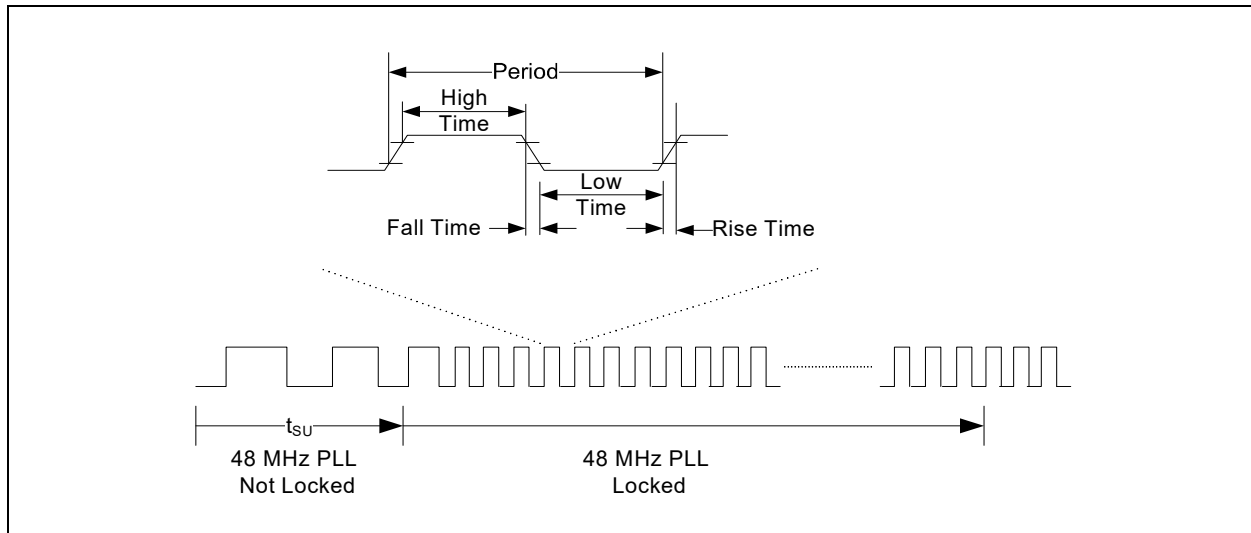 Period
High
Time
Low
Time
Fall Time
Rise Time
tSU
48 MHz PLL
Not Locked
48 MHz PLL
Locked